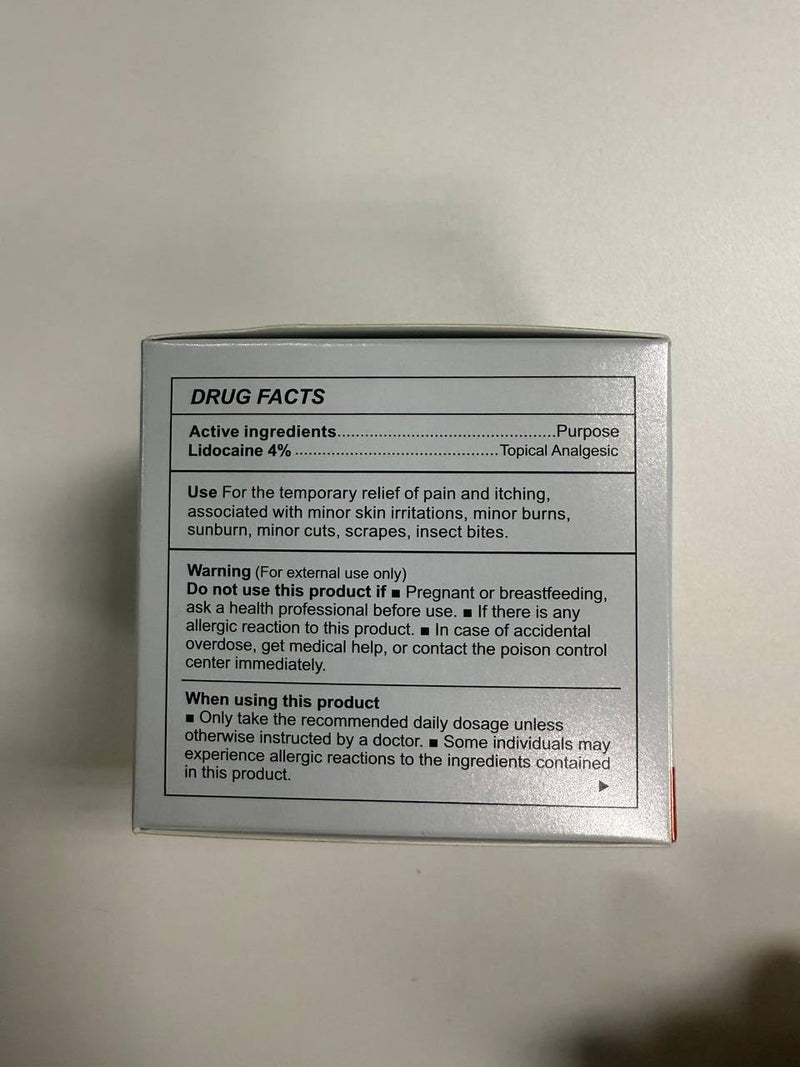 DRUG FACTS
Active ingredients................................................Purpose
Lidocaine 4% .............................................Topical Analgesic
Use For the temporary relief of pain and itching,
associated with minor skin irritations, minor burns,
sunburn, minor cuts, scrapes, insect bites.
Warning (For external use only)
Do not use this product if ■ Pregnant or breastfeeding,
ask a health professional before use. ■ If there is any
allergic reaction to this product. ■ In case of accidental
overdose, get medical help, or contact the poison control
center immediately.
When using this product
■ Only take the recommended daily dosage unless
otherwise instructed by a doctor. ■ Some individuals may
experience allergic reactions to the ingredients contained
in this product.